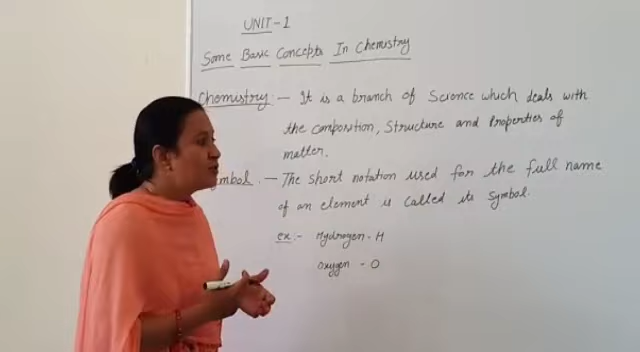 UNIT-1
Some Basic Concepts In Chemistry
Chemistry :- It is a branch of Science which deals with
the composition, Structure and Properties of
matter.
ymbol. - The short notation used for the full name
of an element is called its Symbol.
ex:- Hydrogen - H
Oxygen - O